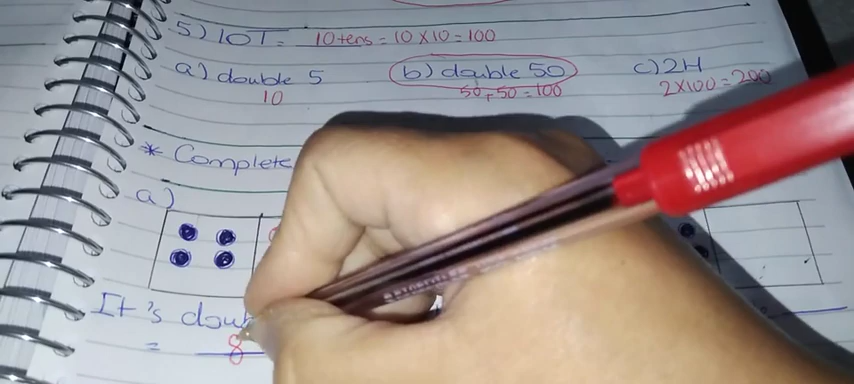 5) 10T = 10 tens = 10 X 10 = 100
a) double 5 b) double 50 c) 2H
10 50 + 50 = 100 2 X 100 = 200
* Complete
a)
It's
= 8